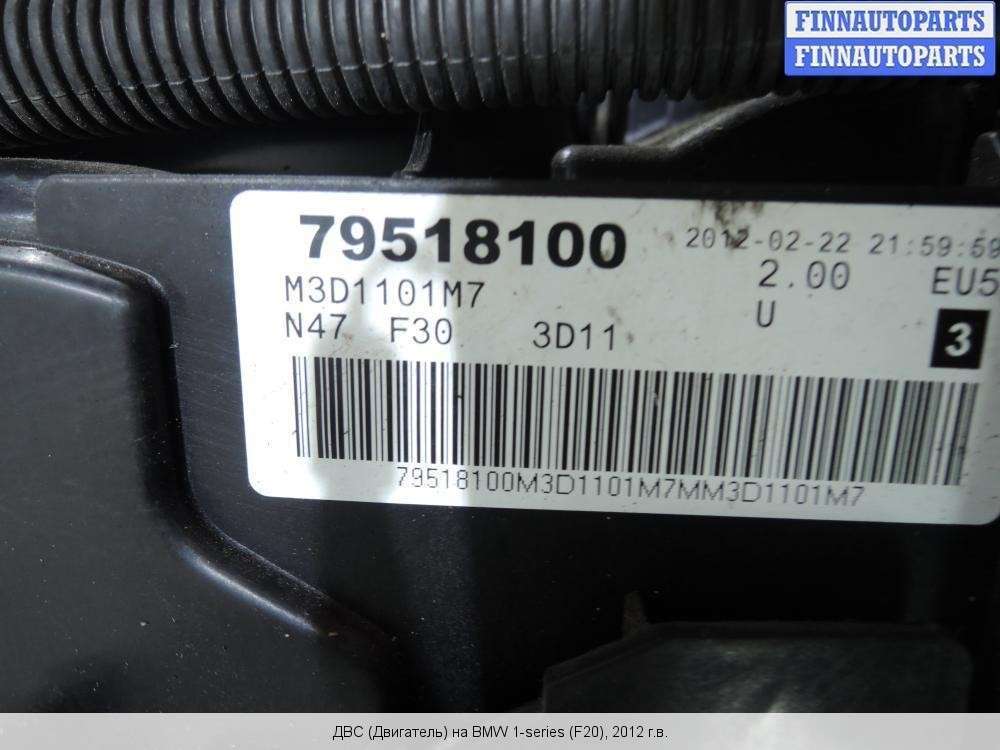 FINNAUTOPARTS
FINNAUTOPARTS
79518100 2012-02-22 21:59:59
M3D1101M7 2.00 EU5
N47 F30 3D11 U 3
79518100M3D1101M7MM3D1101M7
ДВС (Двигатель) на BMW 1-series (F20), 2012 г.в.